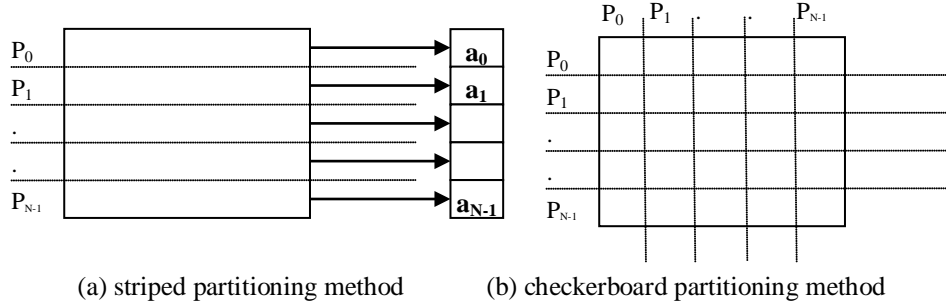 P0 P1 . . PN-1
P0 a0 P0
P1 a1 P1
. .
. .
PN-1 aN-1 PN-1
(a) striped partitioning method (b) checkerboard partitioning method